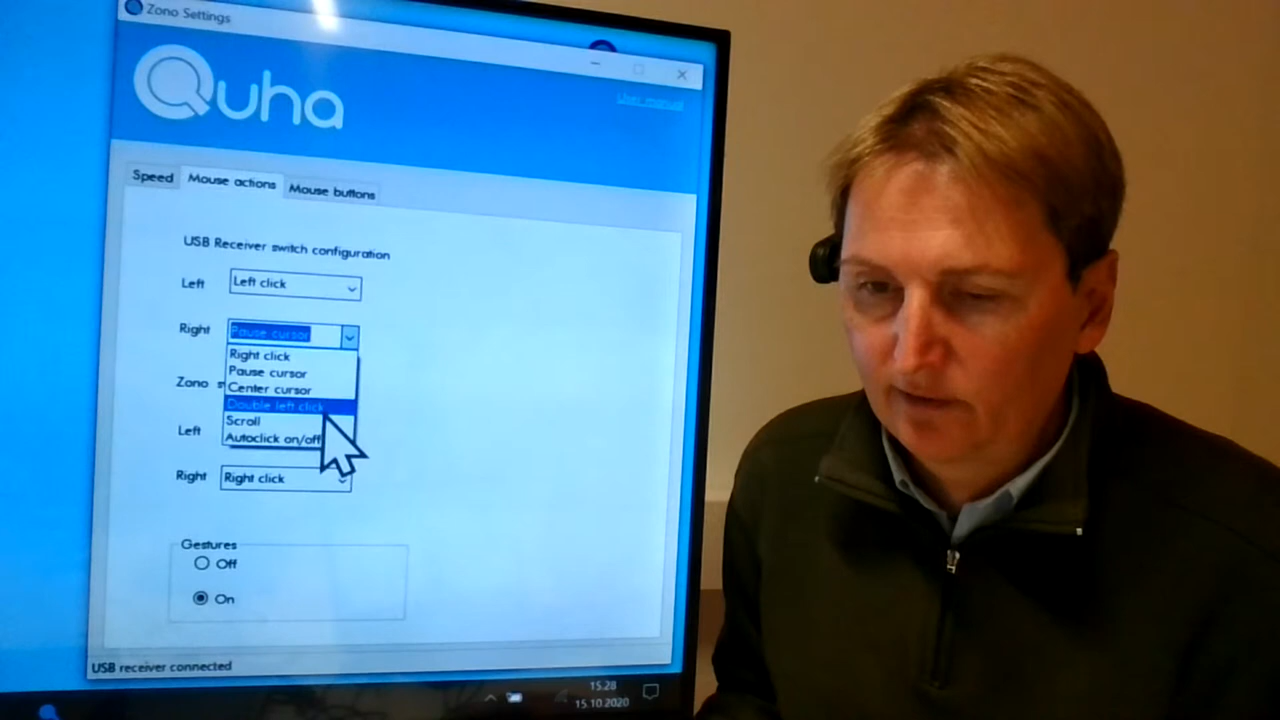 Zono Settings
Quha
User manual
Speed
Mouse actions
Mouse buttons
USB Receiver switch configuration
Left
Left click
Right
Pause cursor
Right click
Pause cursor
Center cursor
Zono
Double left click
Scroll
Left
Autoclick on/off
Right
Right click
Gestures
Off
On
USB receiver connected
15.28
15.10.2020